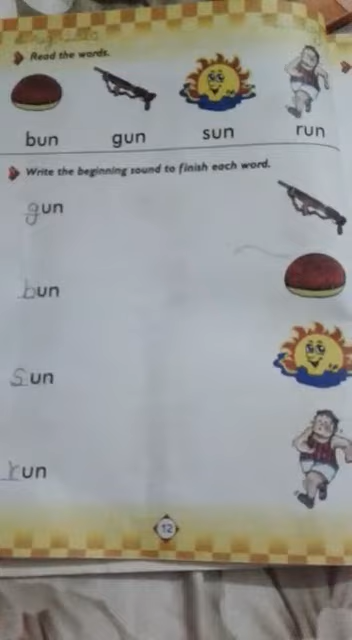 Read the words.
bun gun sun run
Write the beginning sound to finish each word.
gun
bun
sun
run
12